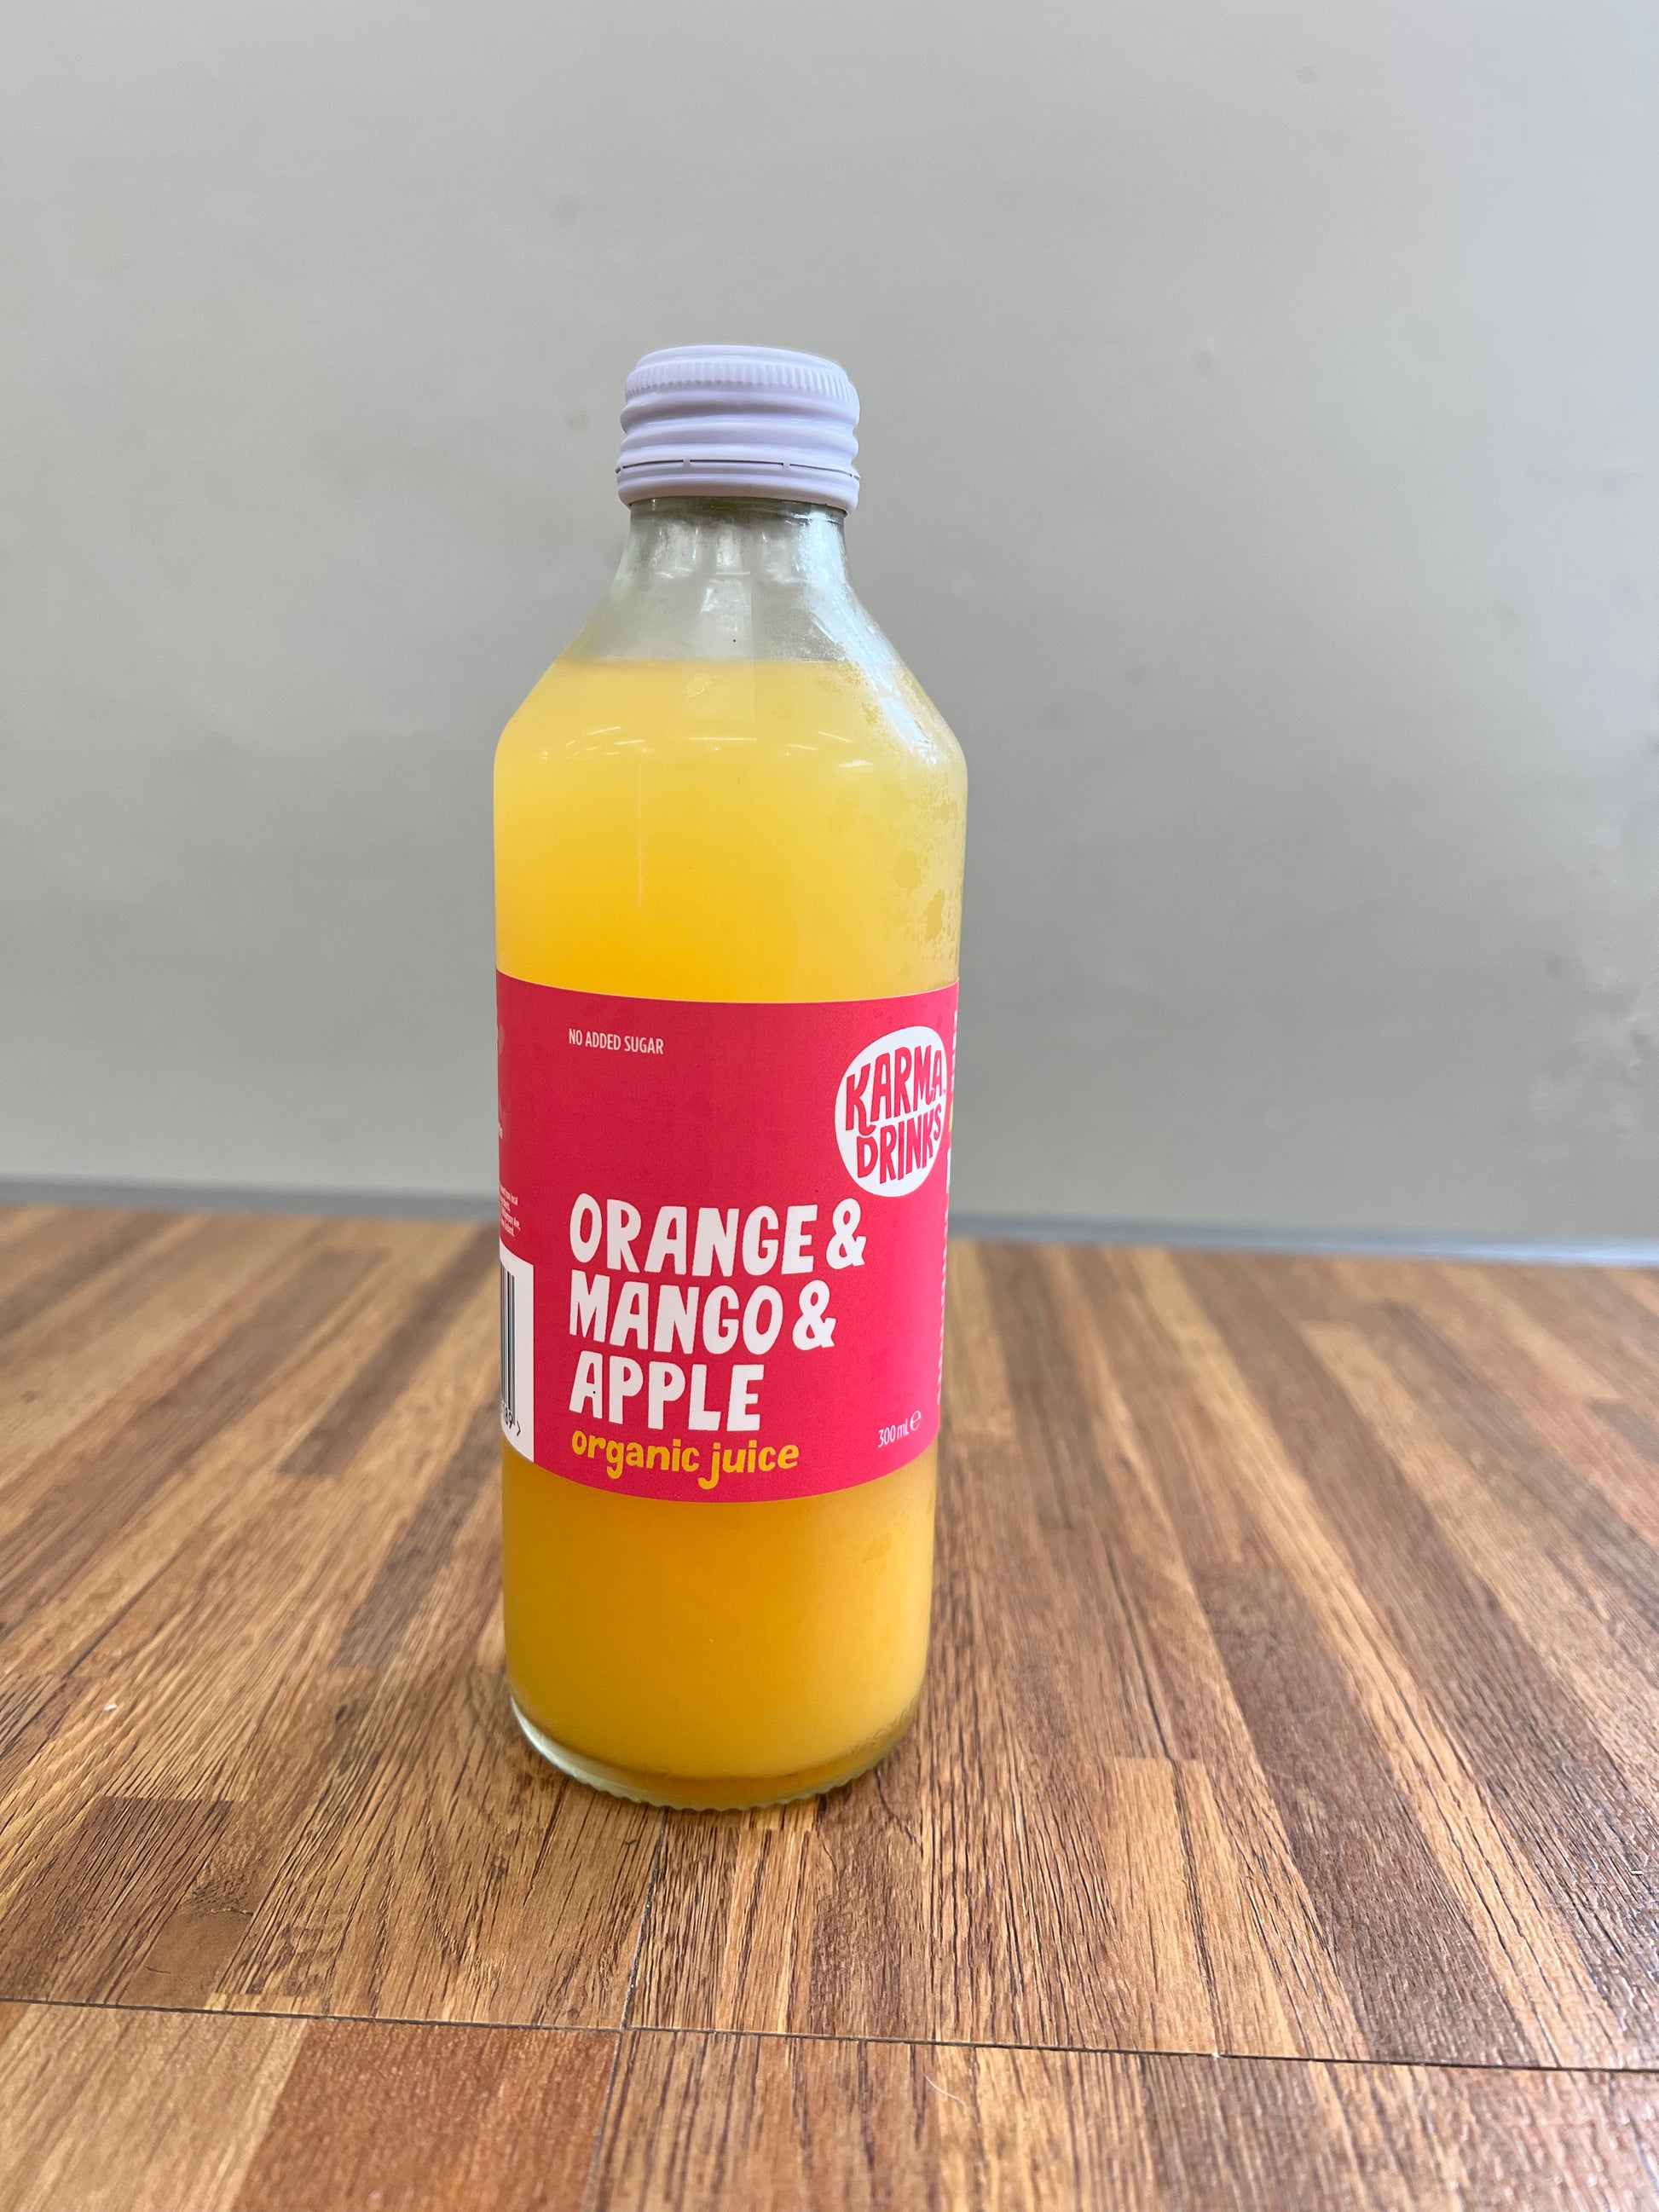 NO ADDED SUGAR
KARMA
DRINKS
ORANGE &
MANGO &
APPLE
organic juice
300 mL e